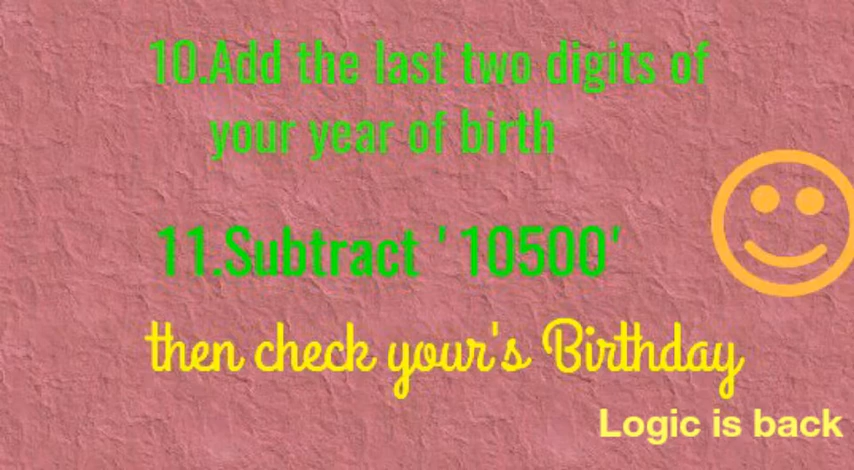 10.Add the last two digits of
your year of birth
11.Subtract '10500'
then check your's Birthday
Logic is back